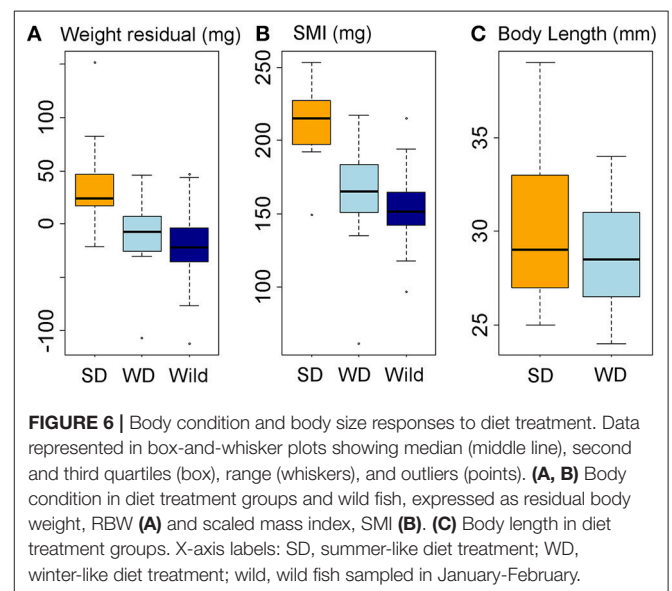 A Weight residual (mg) B SMI (mg) C Body Length (mm)
100
50
0
-100
250
200
150
100
35
30
25
SD WD Wild SD WD Wild SD WD
FIGURE 6 | Body condition and body size responses to diet treatment. Data
represented in box-and-whisker plots showing median (middle line), second
and third quartiles (box), range (whiskers), and outliers (points). (A, B) Body
condition in diet treatment groups and wild fish, expressed as residual body
weight, RBW (A) and scaled mass index, SMI (B). (C) Body length in diet
treatment groups. X-axis labels: SD, summer-like diet treatment; WD,
winter-like diet treatment; wild, wild fish sampled in January-February.